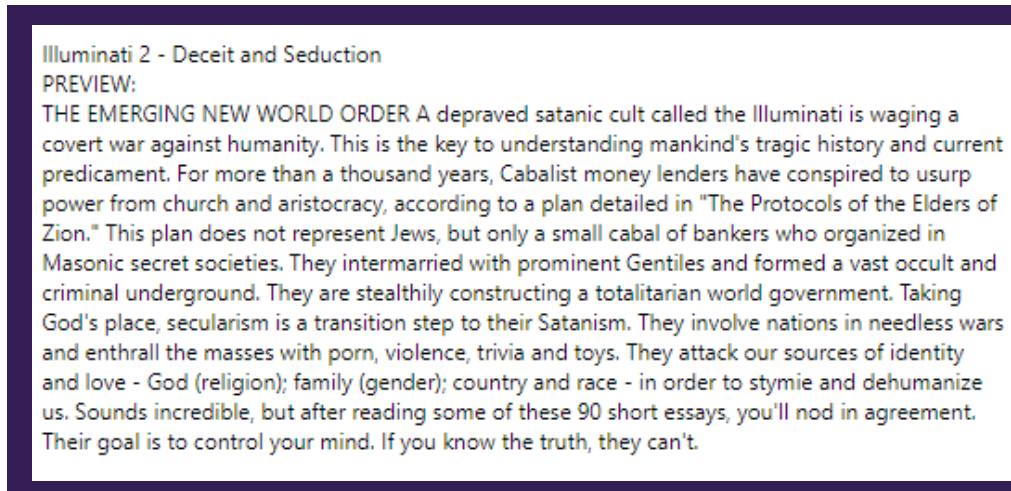 Illuminati 2 - Deceit and Seduction
PREVIEW:
THE EMERGING NEW WORLD ORDER A depraved satanic cult called the Illuminati is waging a
covert war against humanity. This is the key to understanding mankind's tragic history and current
predicament. For more than a thousand years, Cabalist money lenders have conspired to usurp
power from church and aristocracy, according to a plan detailed in "The Protocols of the Elders of
Zion." This plan does not represent Jews, but only a small cabal of bankers who organized in
Masonic secret societies. They intermarried with prominent Gentiles and formed a vast occult and
criminal underground. They are stealthily constructing a totalitarian world government. Taking
God's place, secularism is a transition step to their Satanism. They involve nations in needless wars
and enthrall the masses with porn, violence, trivia and toys. They attack our sources of identity
and love - God (religion); family (gender); country and race - in order to stymie and dehumanize
us. Sounds incredible, but after reading some of these 90 short essays, you'll nod in agreement.
Their goal is to control your mind. If you know the truth, they can't.